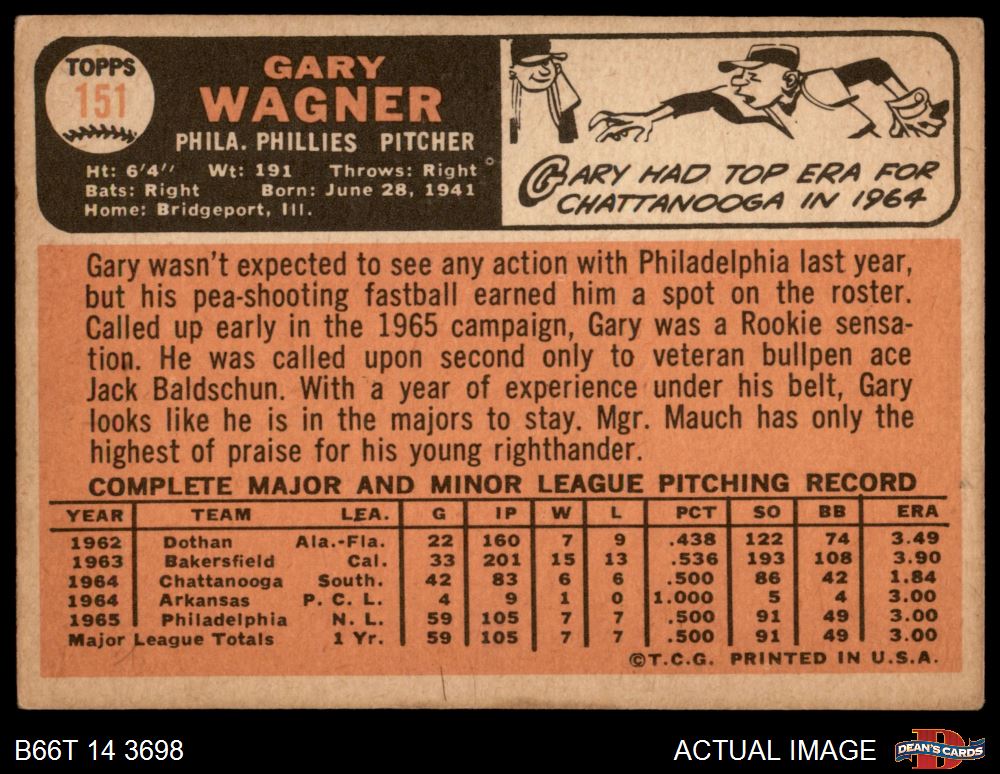 TOPPS
151
GARY
WAGNER
PHILA. PHILLIES PITCHER
Ht: 6'4" Wt: 191 Throws: Right
Bats: Right Born: June 28, 1941
Home: Bridgeport, Ill.
GARY HAD TOP ERA FOR
CHATTANOOGA IN 1964
Gary wasn't expected to see any action with Philadelphia last year,
but his pea-shooting fastball earned him a spot on the roster.
Called up early in the 1965 campaign, Gary was a Rookie sensa-
tion. He was called upon second only to veteran bullpen ace
Jack Baldschun. With a year of experience under his belt, Gary
looks like he is in the majors to stay. Mgr. Mauch has only the
highest of praise for his young righthander.
COMPLETE MAJOR AND MINOR LEAGUE PITCHING RECORD
YEAR TEAM LEA. G IP W L PCT SO BB ERA
1962 Dothan Ala.-Fla. 22 160 7 9 .438 122 74 3.49
1963 Bakersfield Cal. 33 201 15 13 .536 193 108 3.90
1964 Chattanooga South. 42 83 6 6 .500 86 42 1.84
1964 Arkansas P. C. L. 4 9 1 0 1.000 5 4 3.00
1965 Philadelphia N. L. 59 105 7 7 .500 91 49 3.00
Major League Totals 1 Yr. 59 105 7 7 .500 91 49 3.00
©T.C.G. PRINTED IN U.S.A.
B66T 14 3698
ACTUAL IMAGE
DEAN'S CARDS